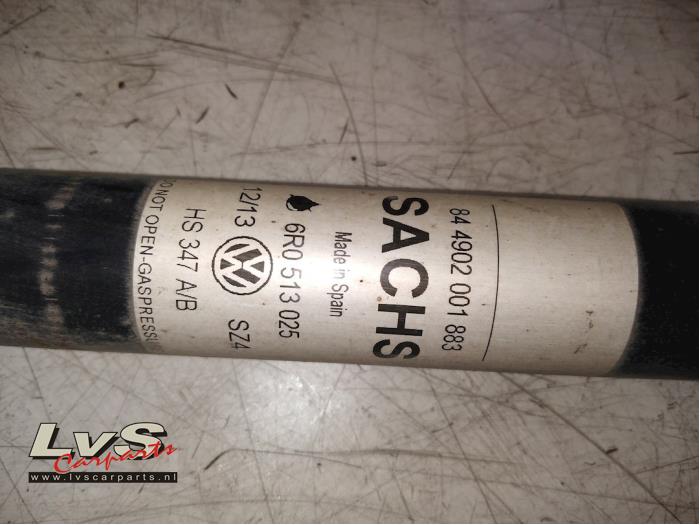 84 4902 001 883
SACHS
Made in Spain
6R0 513 025
12/13 SZ4
HS 347 A/B
DO NOT OPEN-GASPRESS
LvS
Carparts
www.lvscarparts.nl